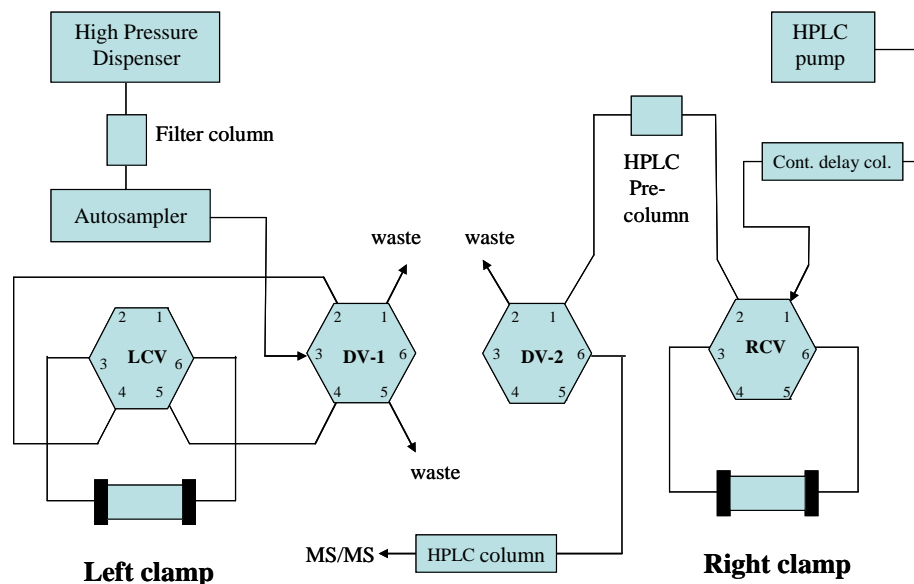 High Pressure
Dispenser
HPLC
pump
Filter column
HPLC
Pre-
column
Cont. delay col.
Autosampler
waste
waste
2 1
3 LCV 6
4 5
2 1
3 DV-1 6
4 5
2 1
3 DV-2 6
4 5
2 1
3 RCV 6
4 5
waste
MS/MS
HPLC column
Left clamp
Right clamp